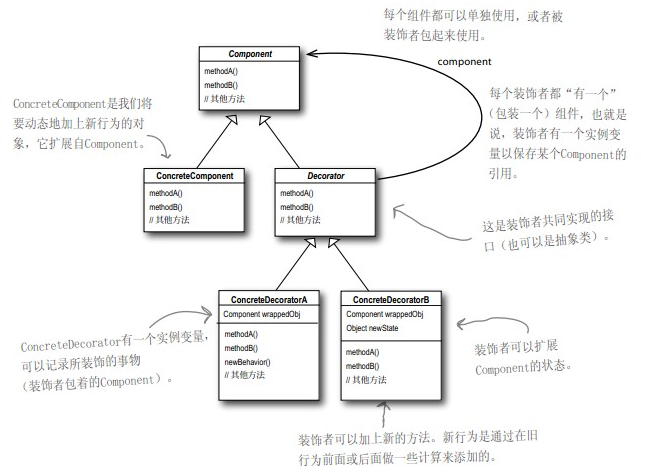 每个组件都可以单独使用，或者被
装饰者包起来使用。
Component
methodA()
methodB()
// 其他方法
component
ConcreteComponent是我们将
要动态地加上新行为的对
象，它扩展自Component。
每个装饰者都“有一个”
（包装一个）组件，也就是
说，装饰者有一个实例变
量以保存某个Component的
引用。
ConcreteComponent
methodA()
methodB()
// 其他方法
Decorator
methodA()
methodB()
// 其他方法
这是装饰者共同实现的接
口（也可以是抽象类）。
ConcreteDecoratorA
Component wrappedObj
methodA()
methodB()
newBehavior()
// 其他方法
ConcreteDecoratorB
Component wrappedObj
Object newState
methodA()
methodB()
// 其他方法
ConcreteDecorator有一个实例变量，
可以记录所装饰的事物
（装饰者包着的Component）。
装饰者可以扩展
Component的状态。
装饰者可以加上新的方法。新行为是通过在旧
行为前面或后面做一些计算来添加的。